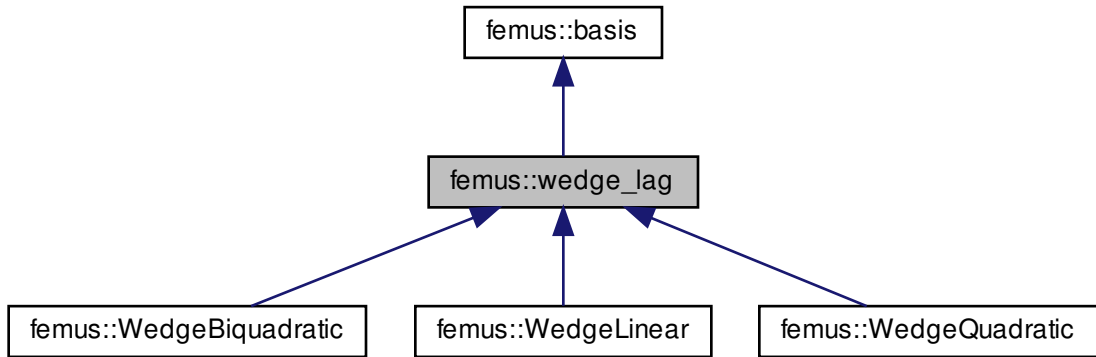 femus::basis
femus::wedge_lag
femus::WedgeBiquadratic
femus::WedgeLinear
femus::WedgeQuadratic